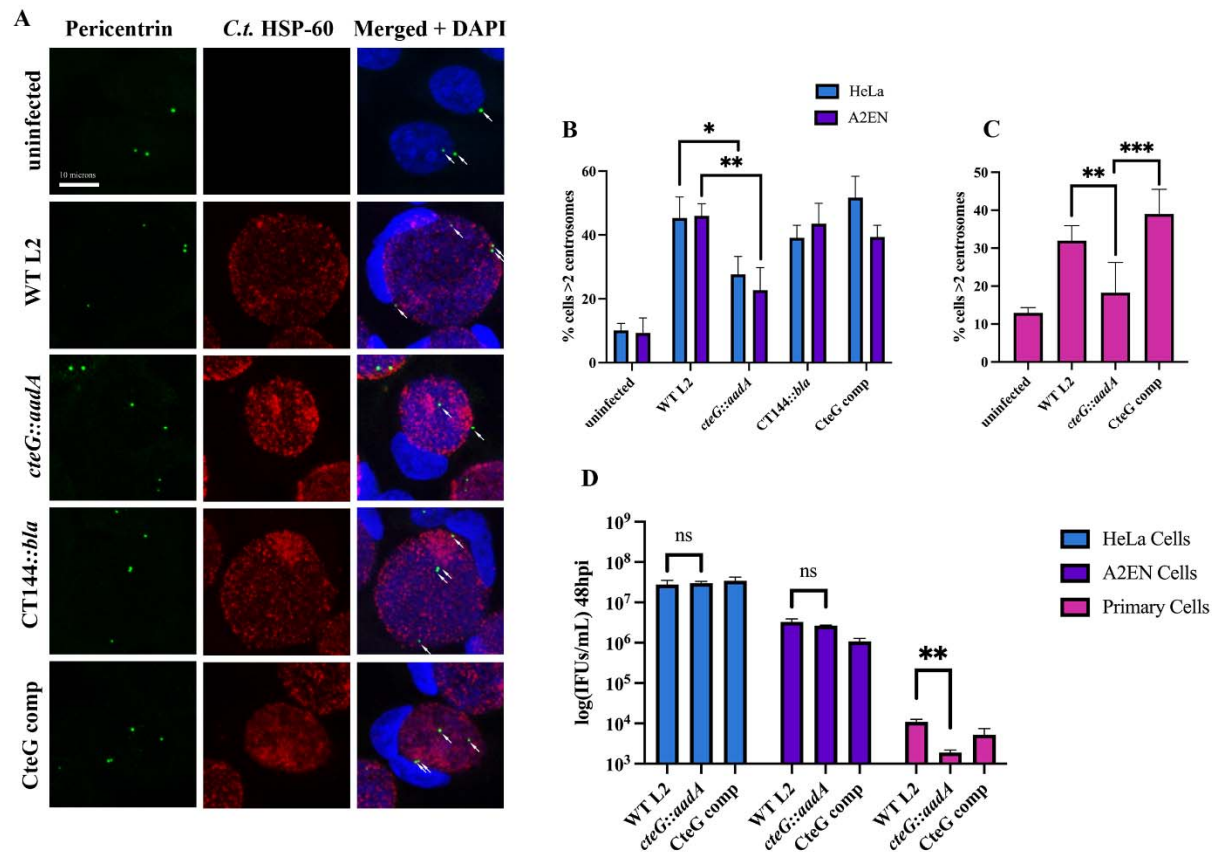 A
Pericentrin C.t. HSP-60 Merged + DAPI
uninfected
10 microns
WT L2
cteG::aadA
CT144::bla
CteG comp
HeLa
A2EN
B
% cells >2 centrosomes
60
40
20
0
*
**
uninfected
WT L2
cteG::aadA
CT144::bla
CteG comp
C
% cells >2 centrosomes
50
40
30
20
10
0
**
***
uninfected
WT L2
cteG::aadA
CteG comp
D
log(IFUs/mL) 48hpi
10⁹
10⁸
10⁷
10⁶
10⁵
10⁴
10³
ns
ns
**
WT L2
cteG::aadA
CteG comp
WT L2
cteG::aadA
CteG comp
WT L2
cteG::aadA
CteG comp
HeLa Cells
A2EN Cells
Primary Cells